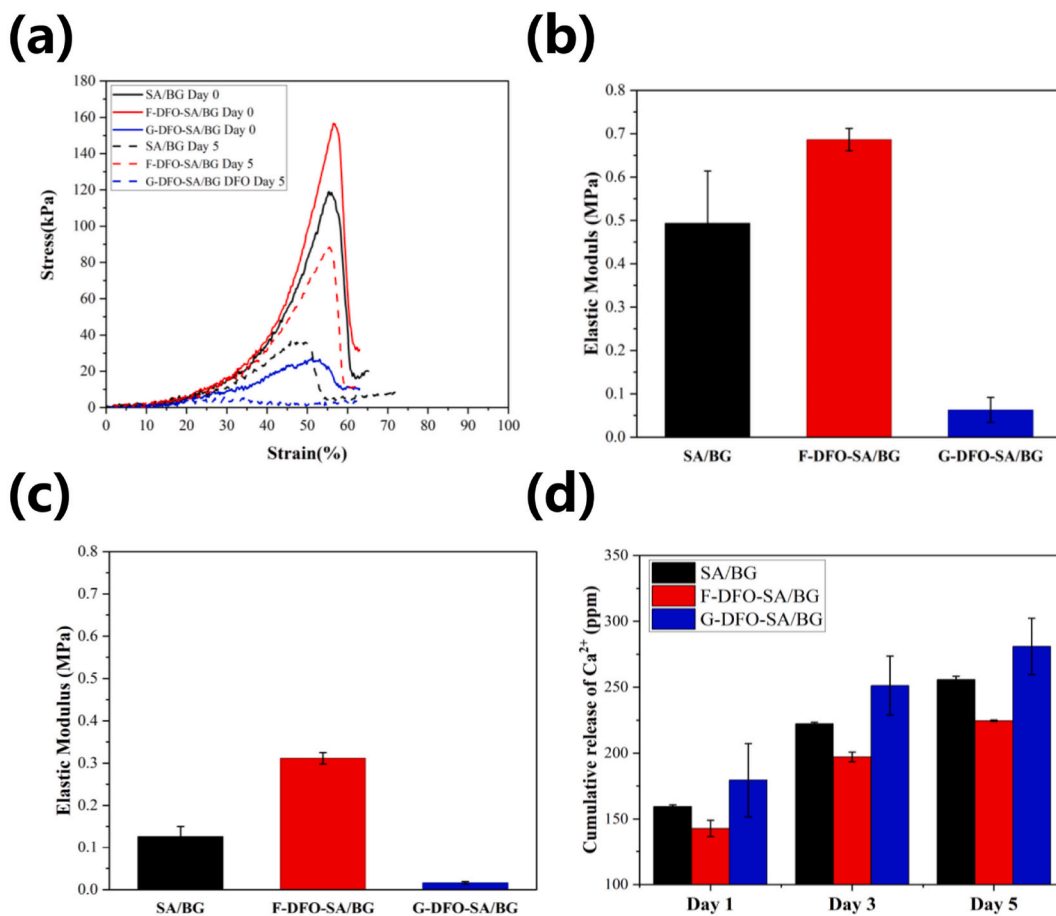 (a)
180
160
140
120
100
80
60
40
20
0
Stress(kPa)
SA/BG Day 0
F-DFO-SA/BG Day 0
G-DFO-SA/BG Day 0
SA/BG Day 5
F-DFO-SA/BG Day 5
G-DFO-SA/BG DFO Day 5
0 10 20 30 40 50 60 70 80 90 100
Strain(%)
(b)
0.8
0.7
0.6
0.5
0.4
0.3
0.2
0.1
0.0
Elastic Moduls (MPa)
SA/BG F-DFO-SA/BG G-DFO-SA/BG
(c)
0.8
0.7
0.6
0.5
0.4
0.3
0.2
0.1
0.0
Elastic Modulus (MPa)
SA/BG F-DFO-SA/BG G-DFO-SA/BG
(d)
350
300
250
200
150
100
Cumulative release of Ca²⁺ (ppm)
SA/BG
F-DFO-SA/BG
G-DFO-SA/BG
Day 1 Day 3 Day 5